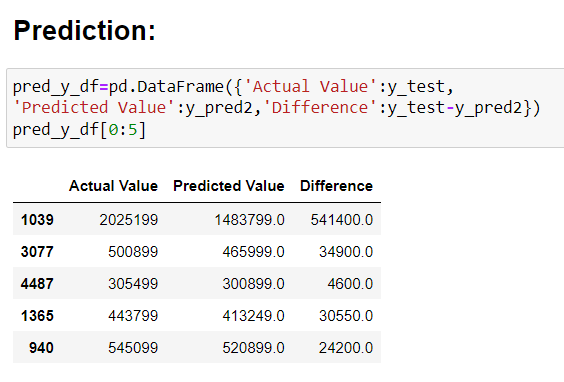 Prediction:
pred_y_df=pd.DataFrame({'Actual Value':y_test,
'Predicted Value':y_pred2,'Difference':y_test-y_pred2})
pred_y_df[0:5]
Actual Value Predicted Value Difference
1039 2025199 1483799.0 541400.0
3077 500899 465999.0 34900.0
4487 305499 300899.0 4600.0
1365 443799 413249.0 30550.0
940 545099 520899.0 24200.0